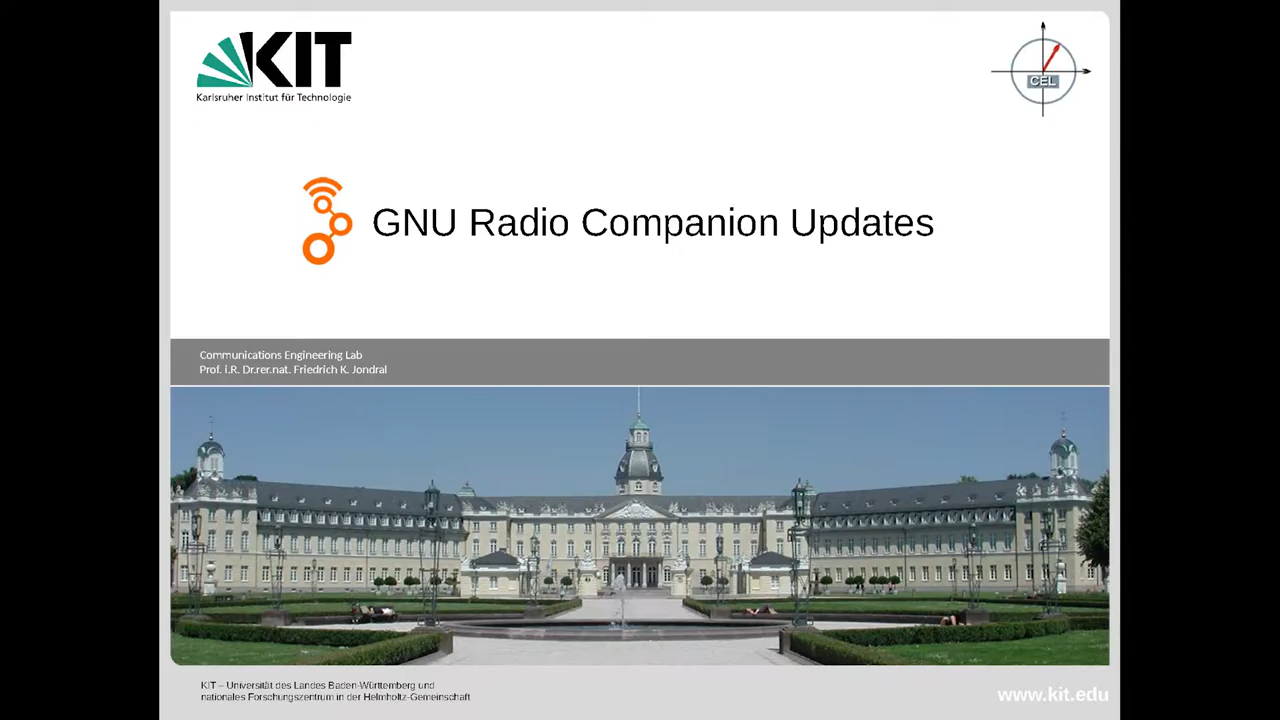 KIT
Karlsruher Institut für Technologie
CEL
GNU Radio Companion Updates
Communications Engineering Lab
Prof. i.R. Dr.rer.nat. Friedrich K. Jondral
KIT – Universität des Landes Baden-Württemberg und
nationales Forschungszentrum in der Helmholtz-Gemeinschaft
www.kit.edu